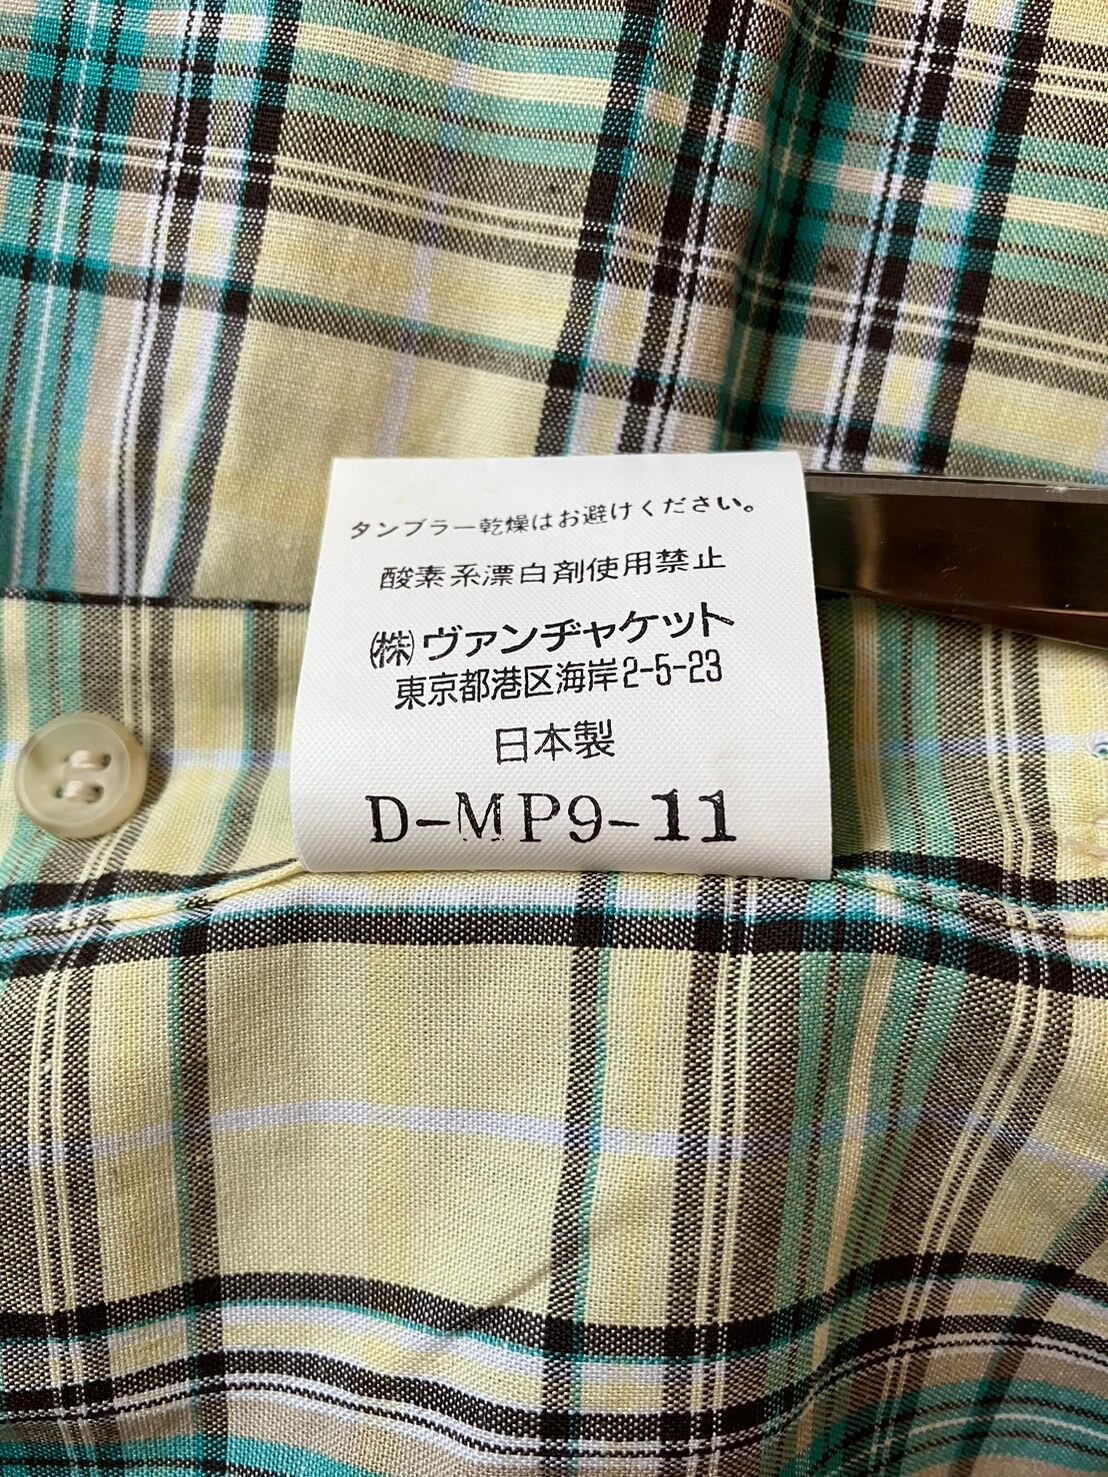 タンブラー乾燥はお避けください。
酸素系漂白剤使用禁止
㈱ヴァンヂャケット
東京都港区海岸2-5-23
日本製
D-MP9-11